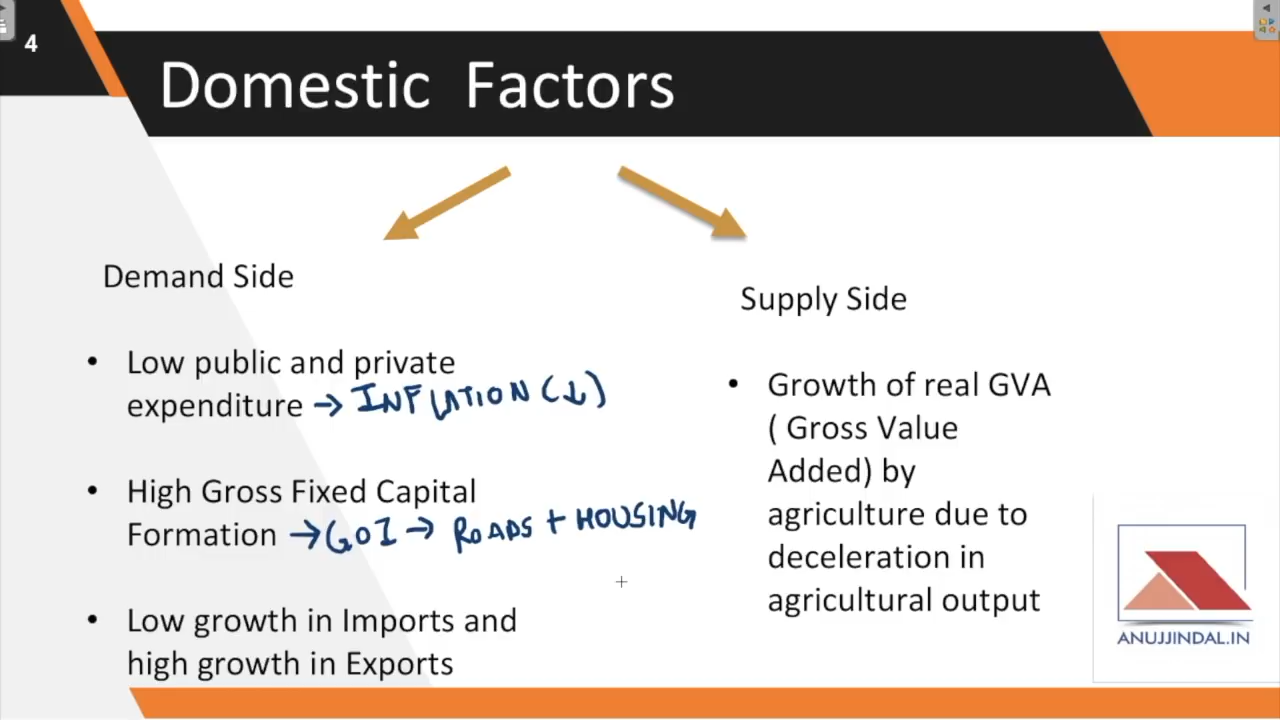 4
Domestic Factors
Demand Side
• Low public and private
expenditure → INFLATION (↓)
• High Gross Fixed Capital
Formation → GOI → ROADS + HOUSING
• Low growth in Imports and
high growth in Exports
Supply Side
• Growth of real GVA
( Gross Value
Added) by
agriculture due to
deceleration in
agricultural output
ANUJJINDAL.IN